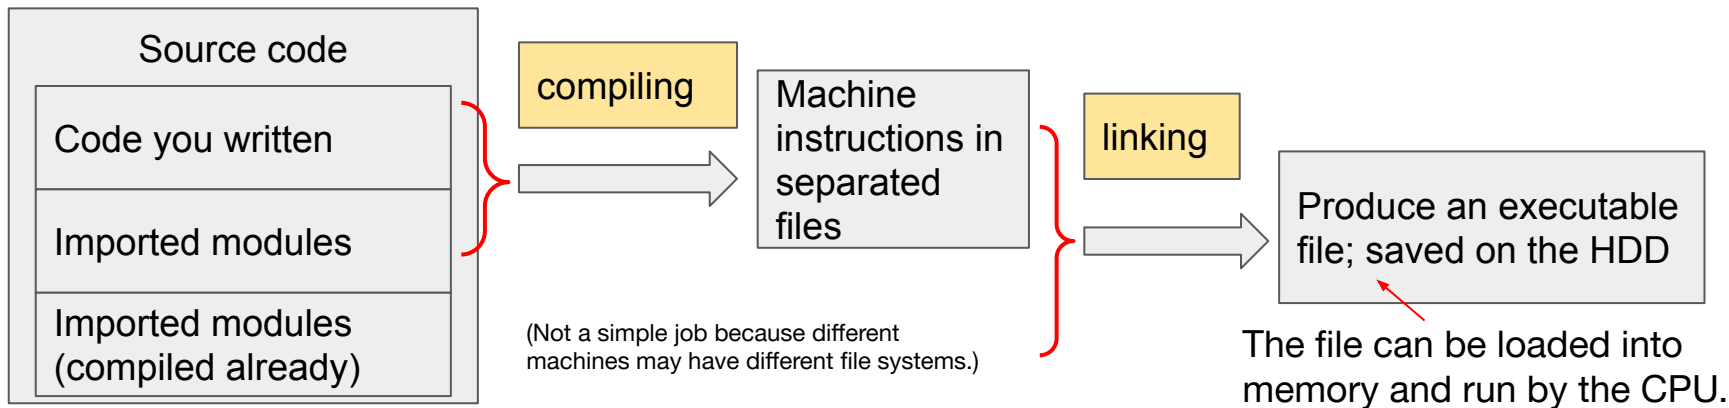 Source code
Code you written
Imported modules
Imported modules
(compiled already)
compiling
Machine
instructions in
separated
files
(Not a simple job because different
machines may have different file systems.)
linking
Produce an executable
file; saved on the HDD
The file can be loaded into
memory and run by the CPU.